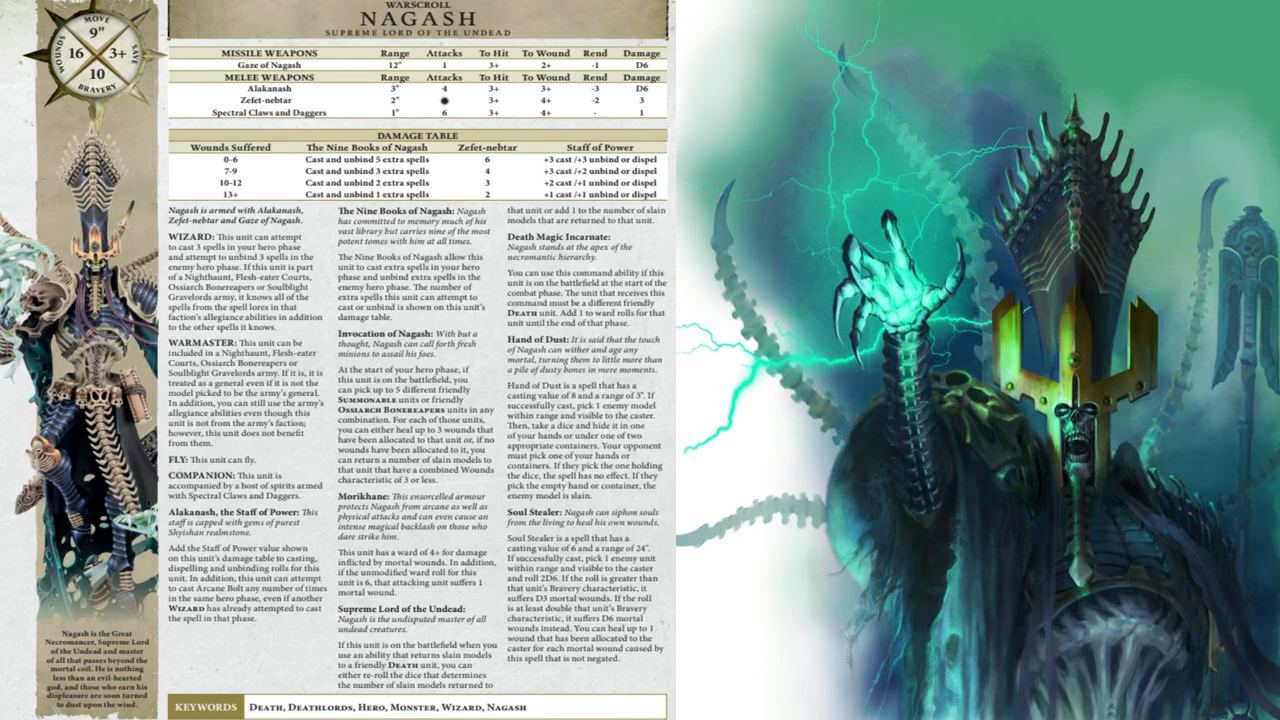 WARSCROLL
NAGASH
SUPREME LORD OF THE UNDEAD
MOVE
9"
WOUNDS
16
3+
SAVE
10
BRAVERY
MISSILE WEAPONS Range Attacks To Hit To Wound Rend Damage
Gaze of Nagash 12" 1 3+ 2+ -1 D6
MELEE WEAPONS Range Attacks To Hit To Wound Rend Damage
Alakanash 3" 4 3+ 3+ -3 D6
Zefet-nebtar 2" ✹ 3+ 4+ -2 3
Spectral Claws and Daggers 1" 6 3+ 4+ - 1
DAMAGE TABLE
Wounds Suffered The Nine Books of Nagash Zefet-nebtar Staff of Power
0-6 Cast and unbind 5 extra spells 6 +3 cast /+3 unbind or dispel
7-9 Cast and unbind 3 extra spells 4 +3 cast /+2 unbind or dispel
10-12 Cast and unbind 2 extra spells 3 +2 cast /+1 unbind or dispel
13+ Cast and unbind 1 extra spells 2 +1 cast /+1 unbind or dispel
Nagash is armed with Alakanash,
Zefet-nebtar and Gaze of Nagash.
WIZARD: This unit can attempt
to cast 3 spells in your hero phase
and attempt to unbind 3 spells in the
enemy hero phase. If this unit is part
of a Nighthaunt, Flesh-eater Courts,
Ossiarch Bonereapers or Soulblight
Gravelords army, it knows all of the
spells from the spell lores in that
faction's allegiance abilities in addition
to the other spells it knows.
WARMASTER: This unit can be
included in a Nighthaunt, Flesh-eater
Courts, Ossiarch Bonereapers or
Soulblight Gravelords army. If it is, it is
treated as a general even if it is not the
model picked to be the army's general.
In addition, you can still use the army's
allegiance abilities even though this
unit is not from the army's faction;
however, this unit does not benefit
from them.
FLY: This unit can fly.
COMPANION: This unit is
accompanied by a host of spirits armed
with Spectral Claws and Daggers.
Alakanash, the Staff of Power: This
staff is capped with gems of purest
Shyishan realmstone.
Add the Staff of Power value shown
on this unit's damage table to casting,
dispelling and unbinding rolls for this
unit. In addition, this unit can attempt
to cast Arcane Bolt any number of times
in the same hero phase, even if another
WIZARD has already attempted to cast
the spell in that phase.
The Nine Books of Nagash: Nagash
has committed to memory much of his
vast library but carries nine of the most
potent tomes with him at all times.
The Nine Books of Nagash allow this
unit to cast extra spells in your hero
phase and unbind extra spells in the
enemy hero phase. The number of
extra spells this unit can attempt to
cast or unbind is shown on this unit's
damage table.
Invocation of Nagash: With but a
thought, Nagash can call forth fresh
minions to assail his foes.
At the start of your hero phase, if
this unit is on the battlefield, you
can pick up to 5 different friendly
SUMMONABLE units or friendly
OSSIARCH BONEREAPERS units in any
combination. For each of those units,
you can either heal up to 3 wounds that
have been allocated to that unit or, if no
wounds have been allocated to it, you
can return a number of slain models to
that unit that have a combined Wounds
characteristic of 3 or less.
Morikhane: This ensorcelled armour
protects Nagash from arcane as well as
physical attacks and can even cause an
intense magical backlash on those who
dare strike him.
This unit has a ward of 4+ for damage
inflicted by mortal wounds. In addition,
if the unmodified ward roll for this
unit is 6, that attacking unit suffers 1
mortal wound.
Supreme Lord of the Undead:
Nagash is the undisputed master of all
undead creatures.
If this unit is on the battlefield when you
use an ability that returns slain models
to a friendly DEATH unit, you can
either re-roll the dice that determines
the number of slain models returned to
that unit or add 1 to the number of slain
models that are returned to that unit.
Death Magic Incarnate:
Nagash stands at the apex of the
necromantic hierarchy.
You can use this command ability if this
unit is on the battlefield at the start of the
combat phase. The unit that receives this
command must be a different friendly
DEATH unit. Add 1 to ward rolls for that
unit until the end of that phase.
Hand of Dust: It is said that the touch
of Nagash can wither and age any
mortal, turning them to little more than
a pile of dusty bones in mere moments.
Hand of Dust is a spell that has a
casting value of 8 and a range of 3". If
successfully cast, pick 1 enemy model
within range and visible to the caster.
Then, take a dice and hide it in one
of your hands or under one of two
appropriate containers. Your opponent
must pick one of your hands or
containers. If they pick the one holding
the dice, the spell has no effect. If they
pick the empty hand or container, the
enemy model is slain.
Soul Stealer: Nagash can siphon souls
from the living to heal his own wounds.
Soul Stealer is a spell that has a
casting value of 6 and a range of 24".
If successfully cast, pick 1 enemy unit
within range and visible to the caster
and roll 2D6. If the roll is greater than
that unit's Bravery characteristic, it
suffers D3 mortal wounds. If the roll
is at least double that unit's Bravery
characteristic, it suffers D6 mortal
wounds instead. You can heal up to 1
wound that has been allocated to the
caster for each mortal wound caused by
this spell that is not negated.
Nagash is the Great
Necromancer, Supreme Lord
of the Undead and master
of all that passes beyond the
mortal coil. He is nothing
less than an evil-hearted
god, and those who earn his
displeasure are soon turned
to dust upon the wind.
KEYWORDS DEATH, DEATHLORDS, HERO, MONSTER, WIZARD, NAGASH